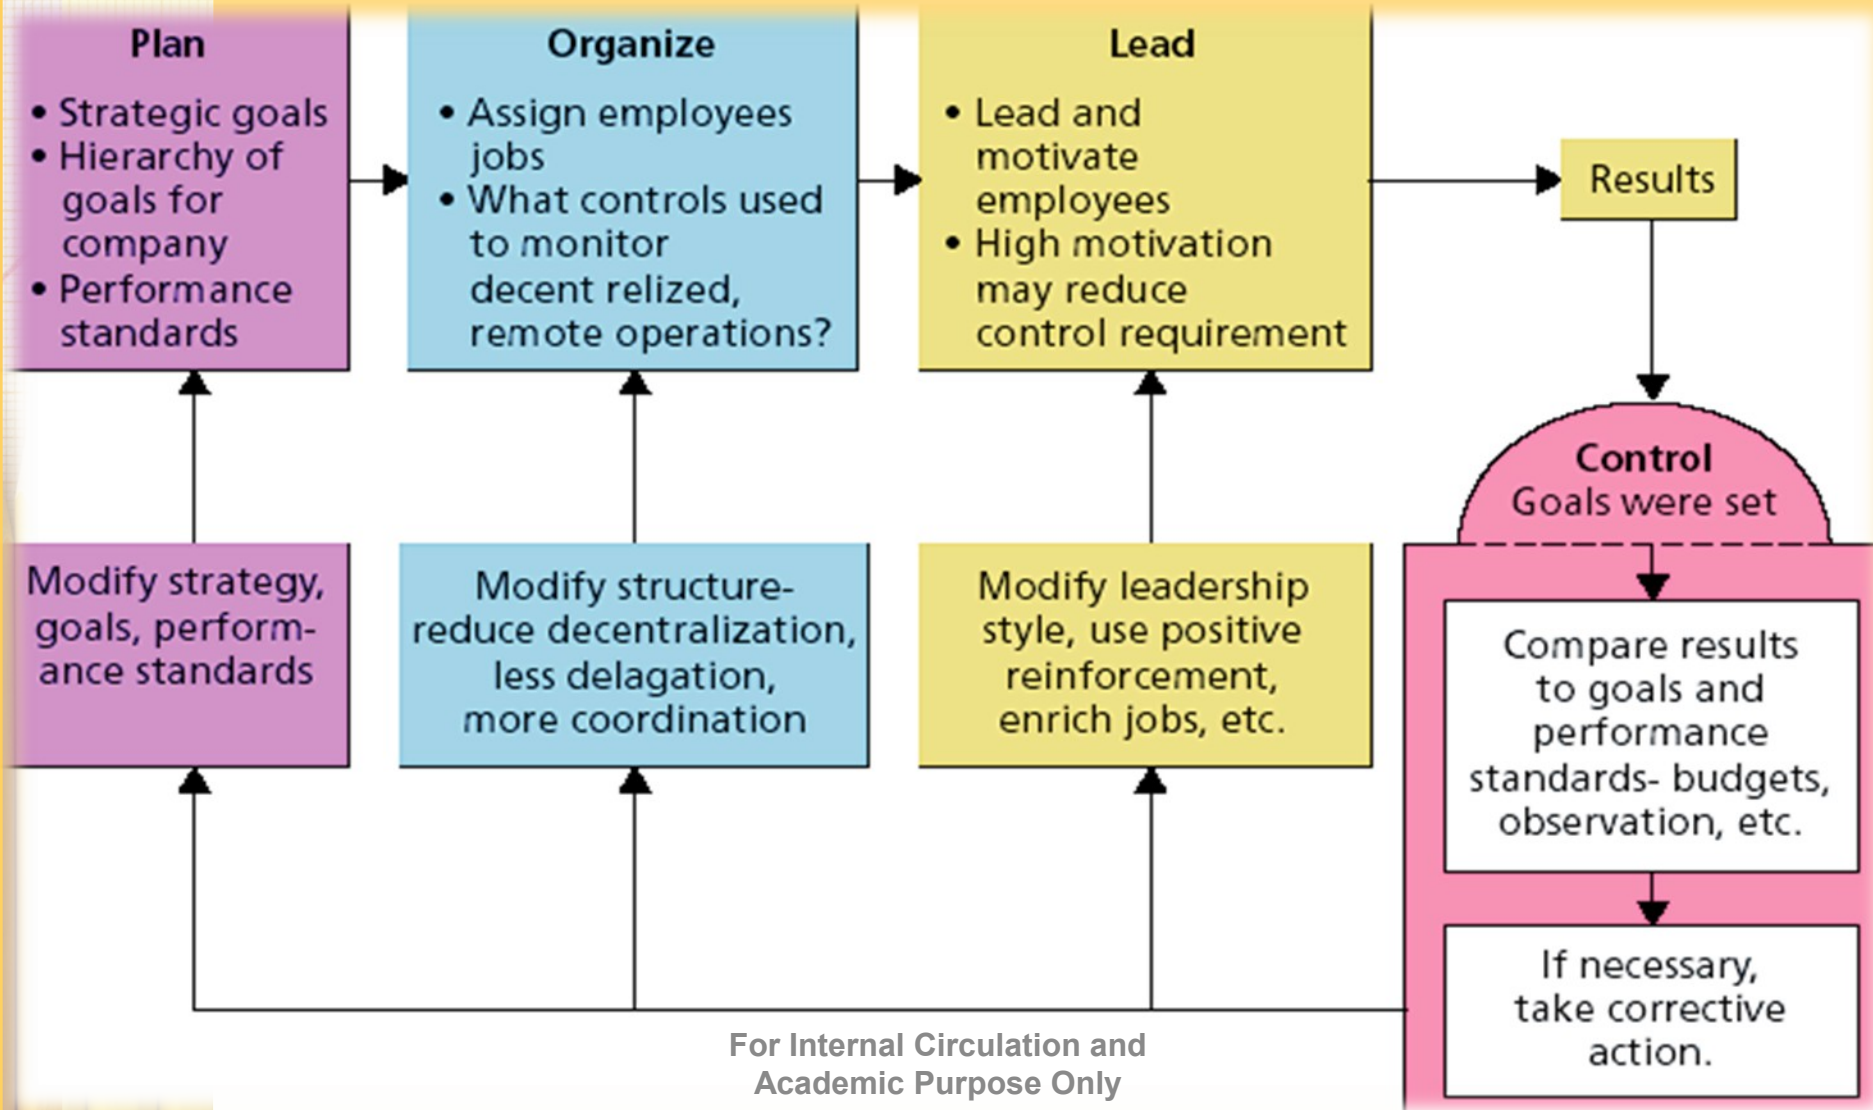 Plan
• Strategic goals
• Hierarchy of
goals for
company
• Performance
standards
Organize
• Assign employees
jobs
• What controls used
to monitor
decent relized,
remote operations?
Lead
• Lead and
motivate
employees
• High motivation
may reduce
control requirement
Results
Control
Goals were set
Compare results
to goals and
performance
standards- budgets,
observation, etc.
If necessary,
take corrective
action.
Modify strategy,
goals, perform-
ance standards
Modify structure-
reduce decentralization,
less delagation,
more coordination
Modify leadership
style, use positive
reinforcement,
enrich jobs, etc.
For Internal Circulation and
Academic Purpose Only